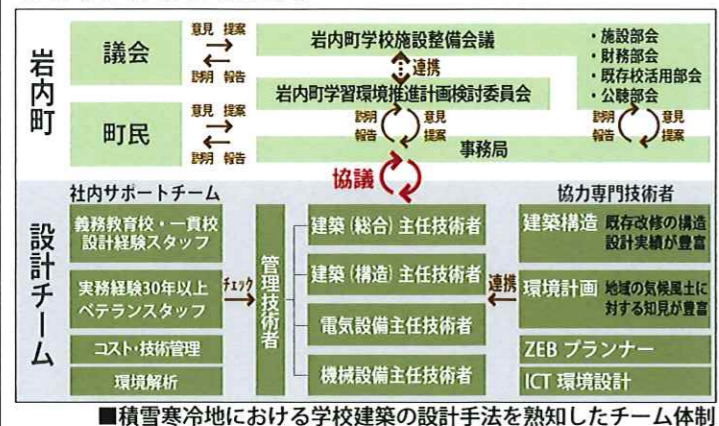 岩内町
議会
町民
意見 提案
説明 報告
意見 提案
説明 報告
岩内町学校施設整備会議
連携
岩内町学習環境推進計画検討委員会
説明 意見
報告 提案
・施設部会
・財務部会
・既存校活用部会
・公聴部会
説明 意見
報告 提案
事務局
協議
設計チーム
社内サポートチーム
義務教育校・一貫校
設計経験スタッフ
実務経験30年以上
ベテランスタッフ
コスト・技術管理
環境解析
チェック
管理技術者
建築(総合)主任技術者
建築(構造)主任技術者
電気設備主任技術者
機械設備主任技術者
連携
協力専門技術者
建築構造 既存改修の構造
設計実績が豊富
環境計画 地域の気候風土に
対する知見が豊富
ZEB プランナー
ICT 環境設計
■積雪寒冷地における学校建築の設計手法を熟知したチーム体制